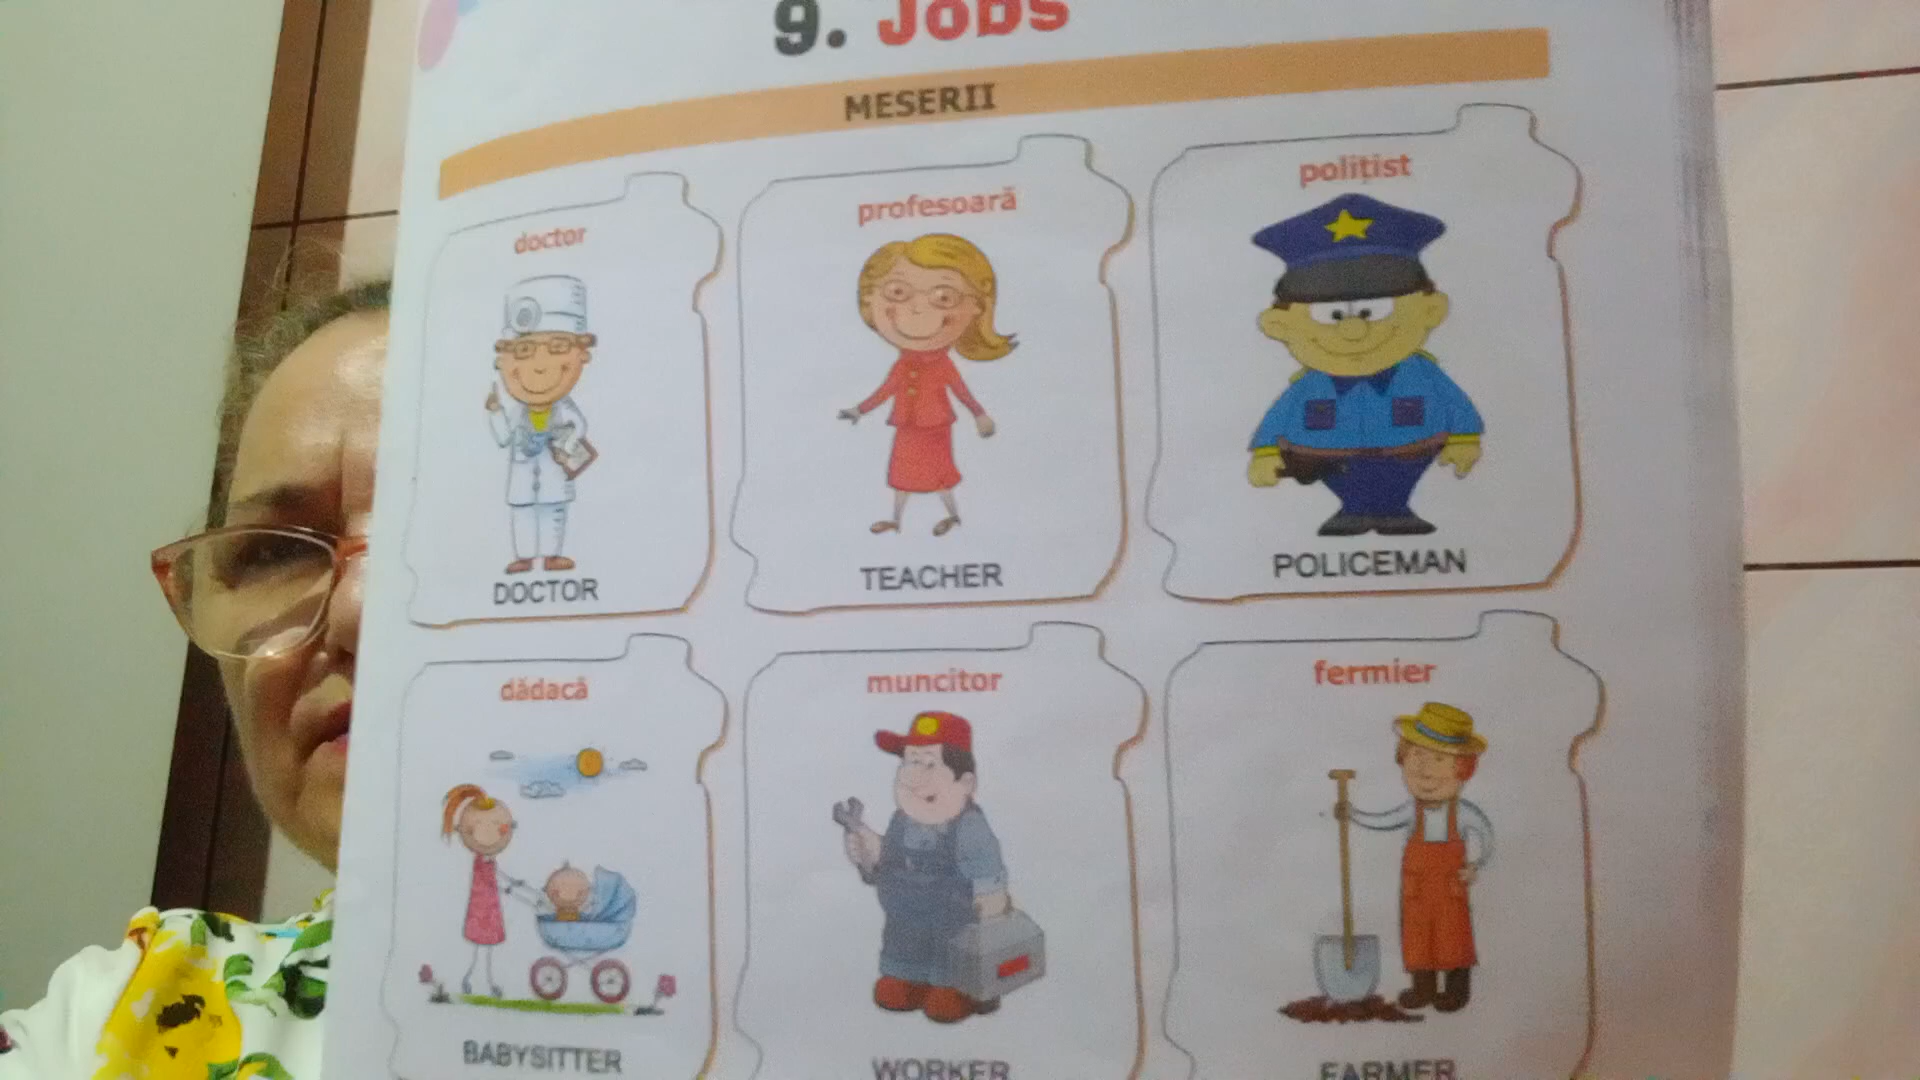 9. Jobs
MESERII
doctor
profesoară
polițist
DOCTOR
TEACHER
POLICEMAN
dădacă
muncitor
fermier
BABYSITTER
WORKER
FARMER